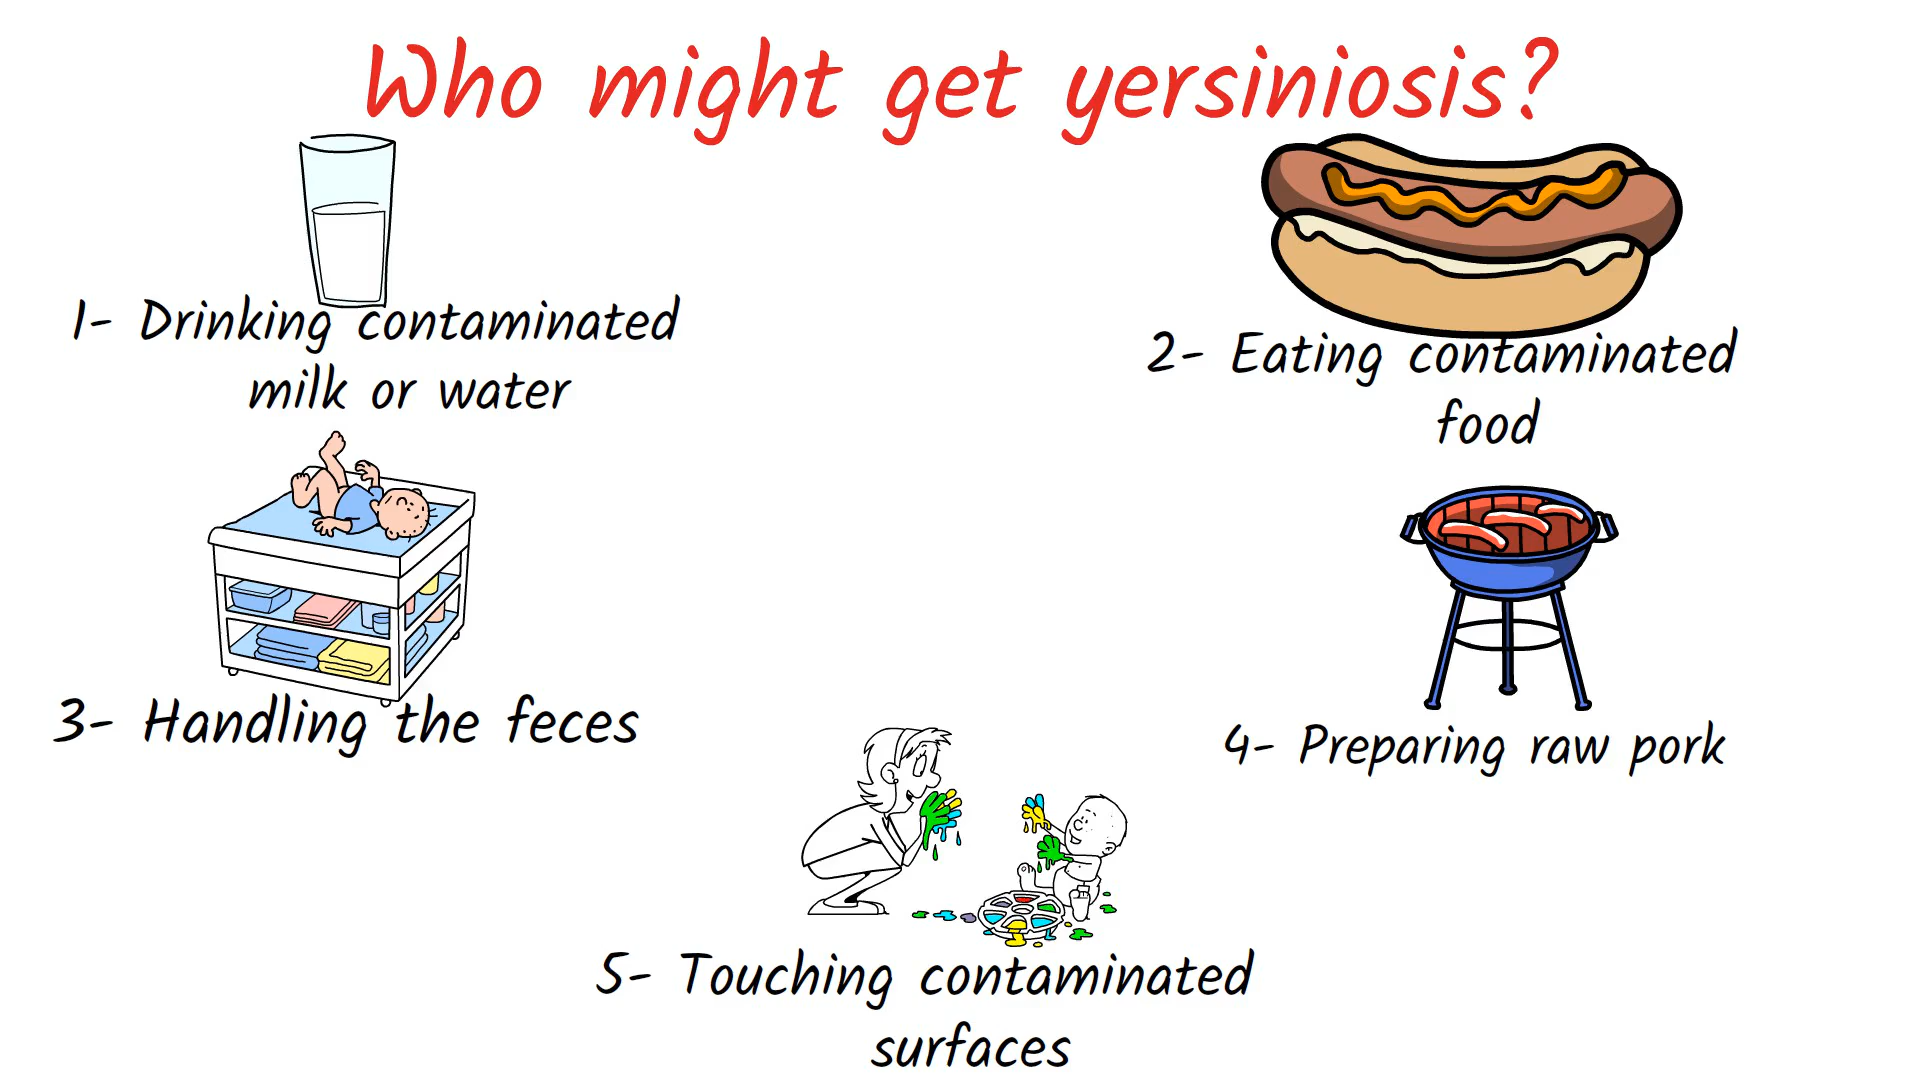 Who might get yersiniosis?
1- Drinking contaminated
milk or water
2- Eating contaminated
food
3- Handling the feces
4- Preparing raw pork
5- Touching contaminated
surfaces